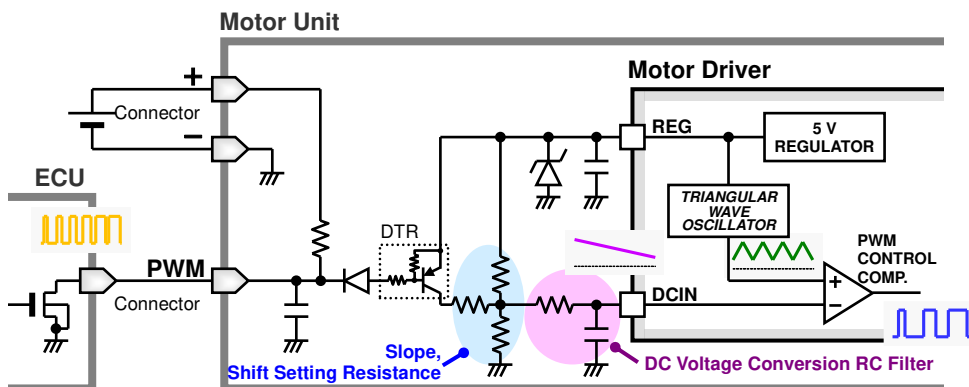 Motor Unit
Motor Driver
+
Connector
−
REG
5 V
REGULATOR
ECU
TRIANGULAR
WAVE
OSCILLATOR
DTR
PWM
PWM
CONTROL
COMP.
+
−
Connector
DCIN
Slope,
Shift Setting Resistance
DC Voltage Conversion RC Filter